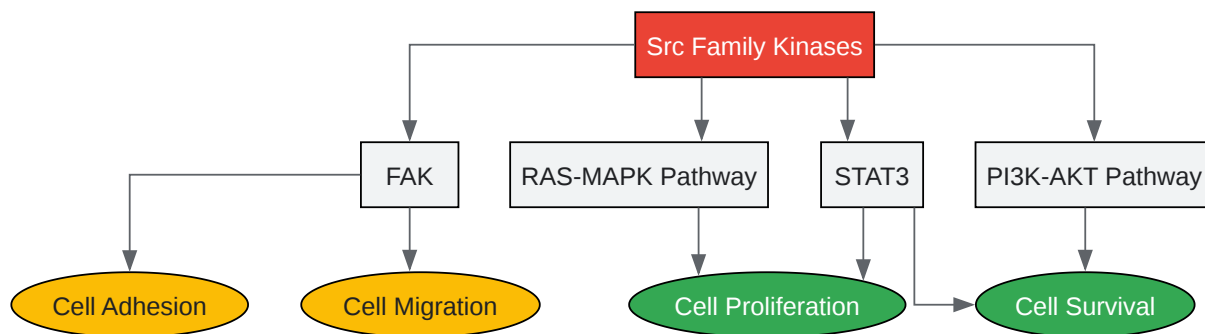 Src Family Kinases
FAK
RAS-MAPK Pathway
STAT3
PI3K-AKT Pathway
Cell Adhesion
Cell Migration
Cell Proliferation
Cell Survival